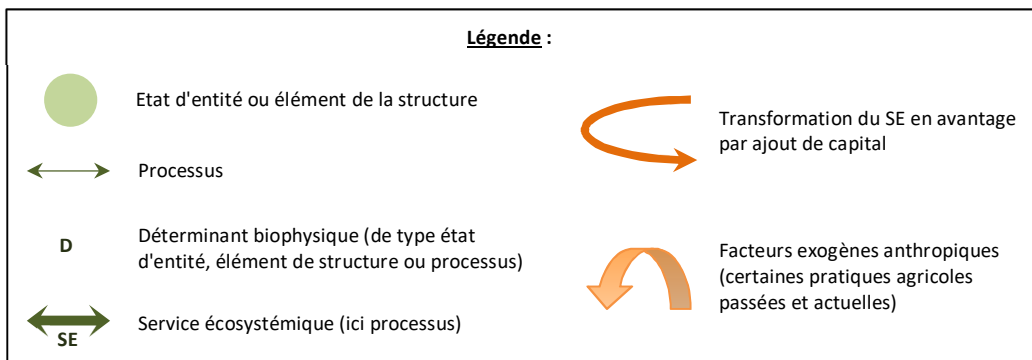 Légende :
Etat d'entité ou élément de la structure
Processus
D
Déterminant biophysique (de type état
d'entité, élément de structure ou processus)
SE
Service écosystémique (ici processus)
Transformation du SE en avantage
par ajout de capital
Facteurs exogènes anthropiques
(certaines pratiques agricoles
passées et actuelles)